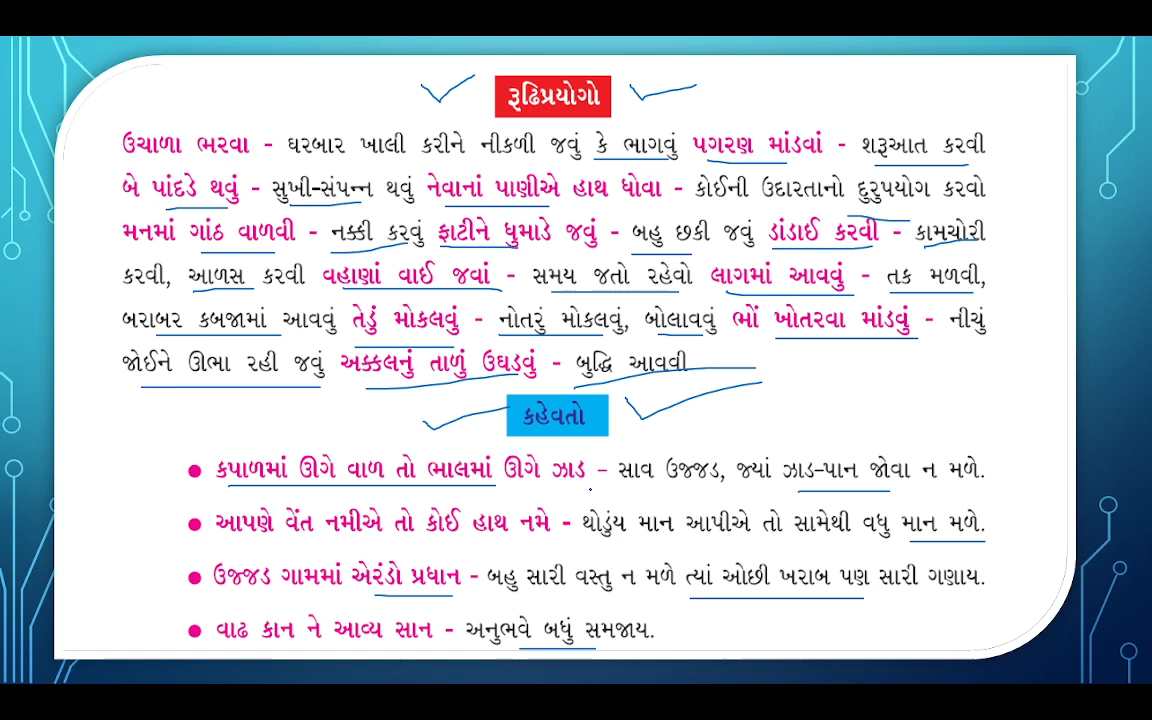 રૂઢિપ્રયોગો
ઉચાળા ભરવા - ઘરબાર ખાલી કરીને નીકળી જવું કે ભાગવું પગરણ માંડવાં - શરૂઆત કરવી
બે પાંદડે થવું - સુખી-સંપન્ન થવું નેવાનાં પાણીએ હાથ ધોવા - કોઈની ઉદારતાનો દુરુપયોગ કરવો
મનમાં ગાંઠ વાળવી - નક્કી કરવું ફાટીને ધુમાડે જવું - બહુ છકી જવું ડાંડાઈ કરવી - કામચોરી
કરવી, આળસ કરવી વહાણાં વાઈ જવાં - સમય જતો રહેવો લાગમાં આવવું - તક મળવી,
બરાબર કબજામાં આવવું તેડું મોકલવું - નોતરું મોકલવું, બોલાવવું ભોં ખોતરવા માંડવું - નીચું
જોઈને ઊભા રહી જવું અક્કલનું તાળું ઉઘડવું - બુદ્ધિ આવવી
કહેવતો
● કપાળમાં ઊગે વાળ તો ભાલમાં ઊગે ઝાડ - સાવ ઉજ્જડ, જ્યાં ઝાડ-પાન જોવા ન મળે.
● આપણે વેંત નમીએ તો કોઈ હાથ નમે - થોડુંય માન આપીએ તો સામેથી વધુ માન મળે.
● ઉજ્જડ ગામમાં એરંડો પ્રધાન - બહુ સારી વસ્તુ ન મળે ત્યાં ઓછી ખરાબ પણ સારી ગણાય.
● વાઢ કાન ને આવ્ય સાન - અનુભવે બધું સમજાય.